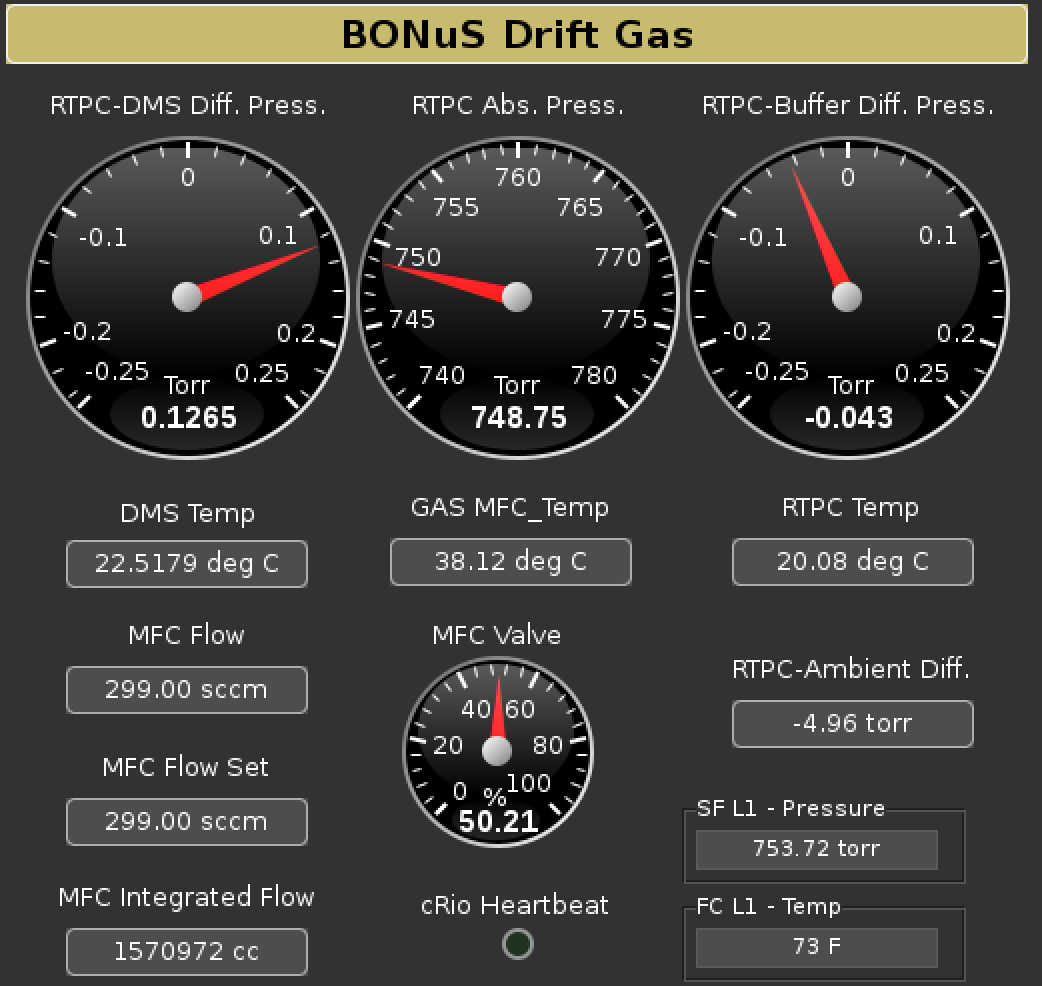 BONuS Drift Gas
RTPC-DMS Diff. Press.
0
-0.1
0.1
-0.2
0.2
-0.25
0.25
Torr
0.1265
RTPC Abs. Press.
760
755
765
750
770
745
775
740
780
Torr
748.75
RTPC-Buffer Diff. Press.
0
-0.1
0.1
-0.2
0.2
-0.25
0.25
Torr
-0.043
DMS Temp
22.5179 deg C
GAS MFC_Temp
38.12 deg C
RTPC Temp
20.08 deg C
MFC Flow
299.00 sccm
MFC Flow Set
299.00 sccm
MFC Integrated Flow
1570972 cc
MFC Valve
40 60
20 80
0 % 100
50.21
cRio Heartbeat
RTPC-Ambient Diff.
-4.96 torr
SF L1 - Pressure
753.72 torr
FC L1 - Temp
73 F